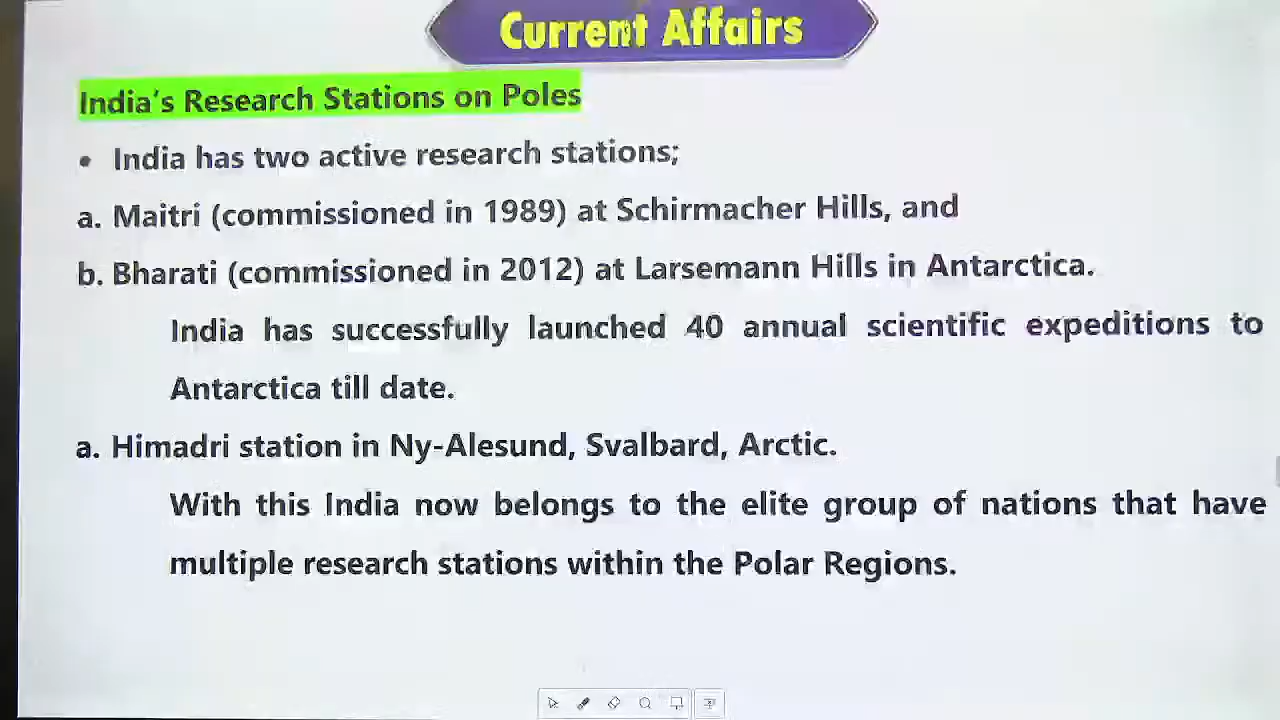 Current Affairs
India's Research Stations on Poles
• India has two active research stations;
a. Maitri (commissioned in 1989) at Schirmacher Hills, and
b. Bharati (commissioned in 2012) at Larsemann Hills in Antarctica.
India has successfully launched 40 annual scientific expeditions to
Antarctica till date.
a. Himadri station in Ny-Alesund, Svalbard, Arctic.
With this India now belongs to the elite group of nations that have
multiple research stations within the Polar Regions.